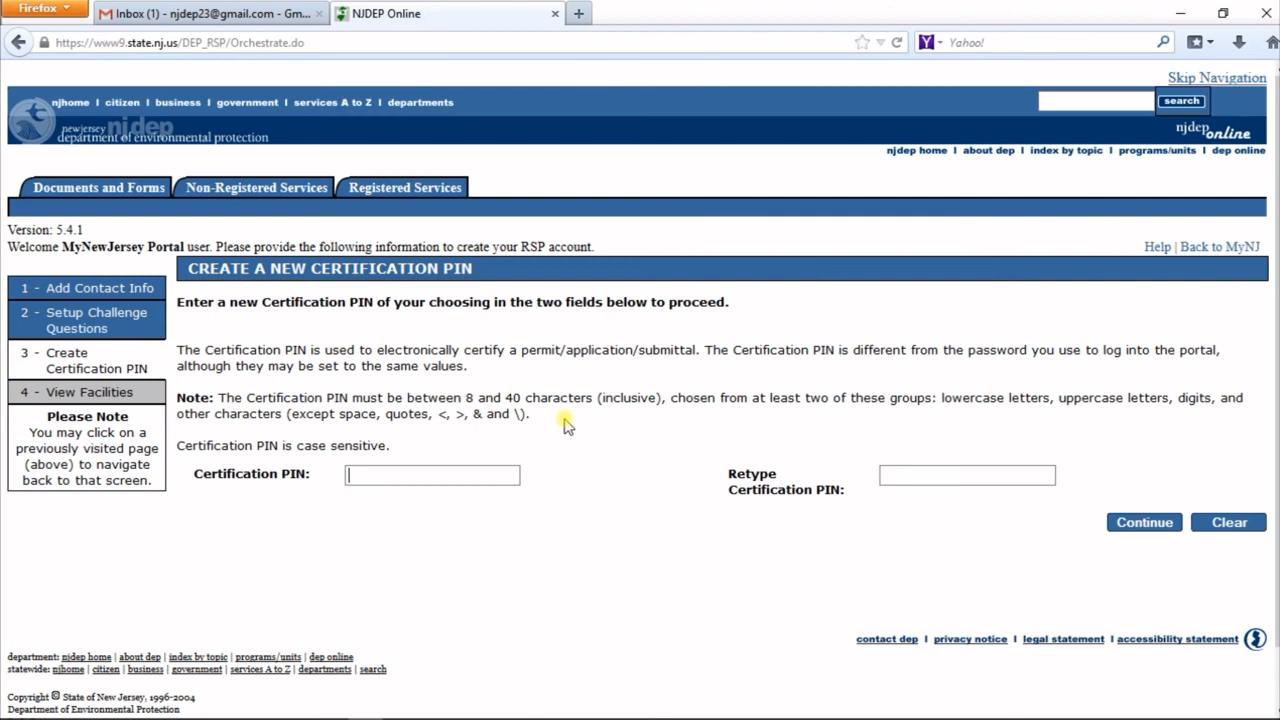 Firefox
Inbox (1) - njdep23@gmail.com - Gm...
NJDEP Online
https://www9.state.nj.us/DEP_RSP/Orchestrate.do
Yahoo!
Skip Navigation
njhome | citizen | business | government | services A to Z | departments
search
newjersey njdep
department of environmental protection
njdep online
njdep home | about dep | index by topic | programs/units | dep online
Documents and Forms
Non-Registered Services
Registered Services
Version: 5.4.1
Welcome MyNewJersey Portal user. Please provide the following information to create your RSP account.
Help | Back to MyNJ
CREATE A NEW CERTIFICATION PIN
1 - Add Contact Info
2 - Setup Challenge
Questions
3 - Create
Certification PIN
4 - View Facilities
Please Note
You may click on a
previously visited page
(above) to navigate
back to that screen.
Enter a new Certification PIN of your choosing in the two fields below to proceed.
The Certification PIN is used to electronically certify a permit/application/submittal. The Certification PIN is different from the password you use to log into the portal,
although they may be set to the same values.
Note: The Certification PIN must be between 8 and 40 characters (inclusive), chosen from at least two of these groups: lowercase letters, uppercase letters, digits, and
other characters (except space, quotes, <, >, & and \).
Certification PIN is case sensitive.
Certification PIN:
Retype
Certification PIN:
Continue
Clear
contact dep | privacy notice | legal statement | accessibility statement
department: njdep home | about dep | index by topic | programs/units | dep online
statewide: njhome | citizen | business | government | services A to Z | departments | search
Copyright © State of New Jersey, 1996-2004
Department of Environmental Protection